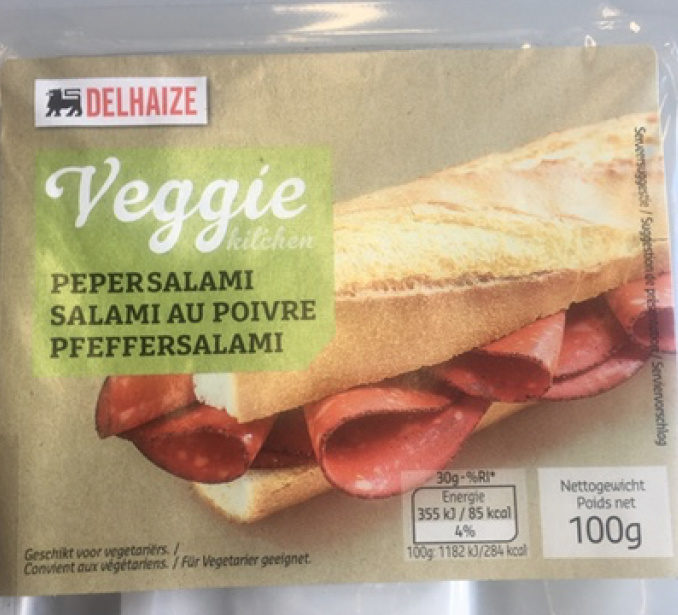 DELHAIZE
Veggie
kitchen
PEPERSALAMI
SALAMI AU POIVRE
PFEFFERSALAMI
Serveersuggestie / Suggestion de présentation / Serviervorschlag
30g-%RI*
Energie
355 kJ / 85 kcal
4%
100g: 1182 kJ/284 kcal
Nettogewicht
Poids net
100g
Geschikt voor vegetariërs. /
Convient aux végétariens. / Für Vegetarier geeignet.